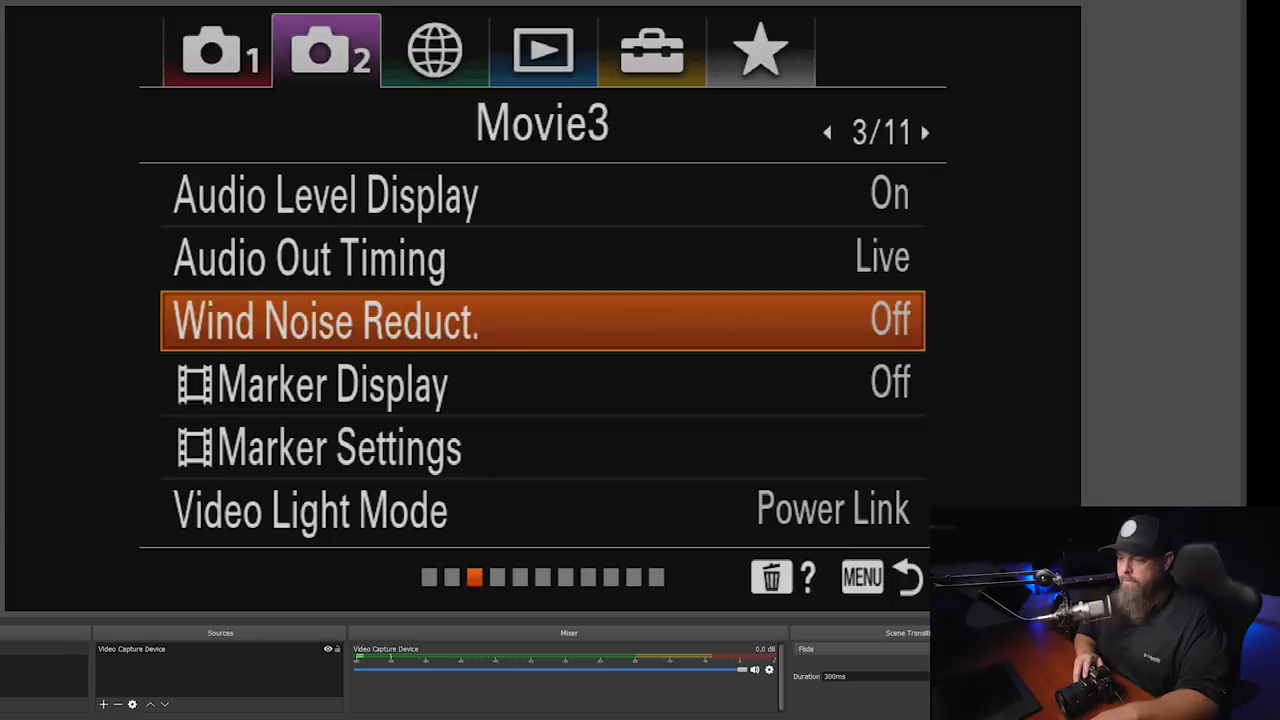 1
2
Movie3
3/11
Audio Level Display On
Audio Out Timing Live
Wind Noise Reduct. Off
Marker Display Off
Marker Settings
Video Light Mode Power Link
? MENU
Sources Mixer Scene Transiti
Video Capture Device Video Capture Device 0.0 dB Fade
Duration 300ms